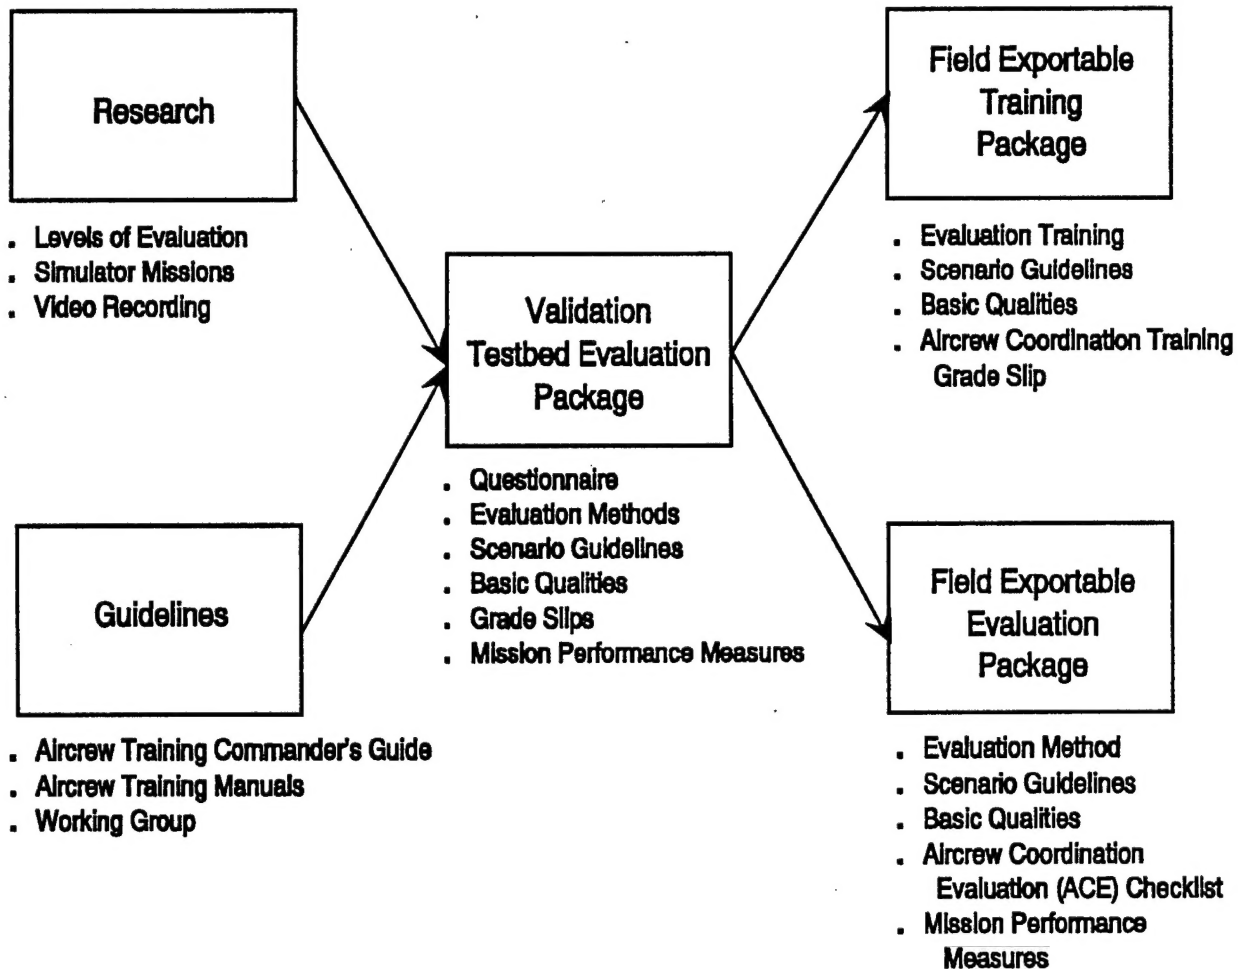 Research
. Levels of Evaluation
. Simulator Missions
. Video Recording
Guidelines
. Aircrew Training Commander's Guide
. Aircrew Training Manuals
. Working Group
Validation
Testbed Evaluation
Package
. Questionnaire
. Evaluation Methods
. Scenario Guidelines
. Basic Qualities
. Grade Slips
. Mission Performance Measures
Field Exportable
Training
Package
. Evaluation Training
. Scenario Guidelines
. Basic Qualities
. Aircrew Coordination Training
Grade Slip
Field Exportable
Evaluation
Package
. Evaluation Method
. Scenario Guidelines
. Basic Qualities
. Aircrew Coordination
Evaluation (ACE) Checklist
. Mission Performance
Measures